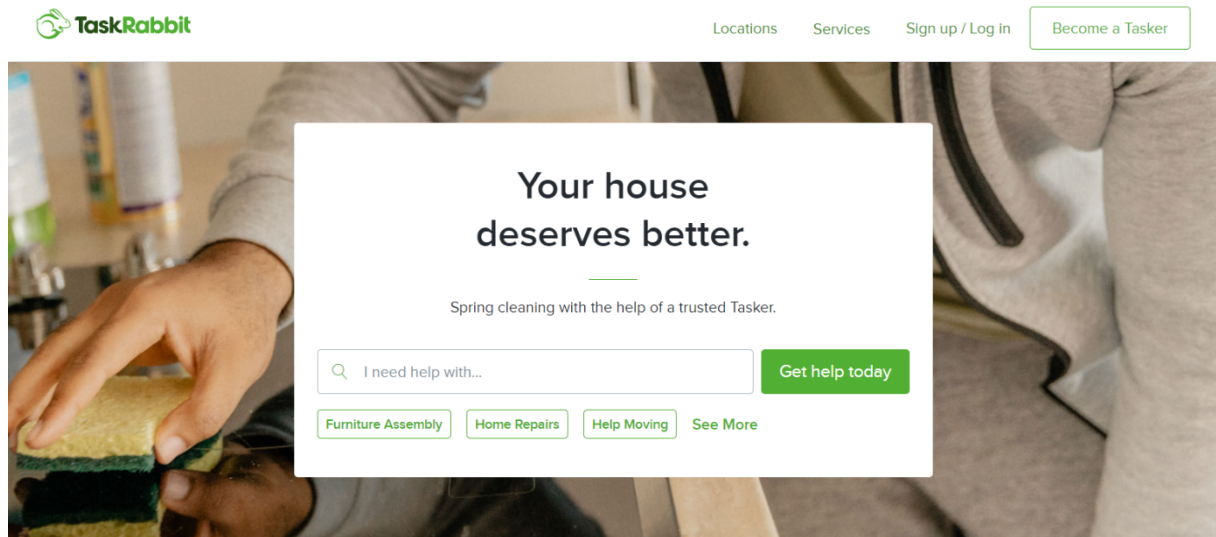 TaskRabbit
Locations Services Sign up / Log in Become a Tasker
Your house
deserves better.
Spring cleaning with the help of a trusted Tasker.
I need help with... Get help today
Furniture Assembly Home Repairs Help Moving See More